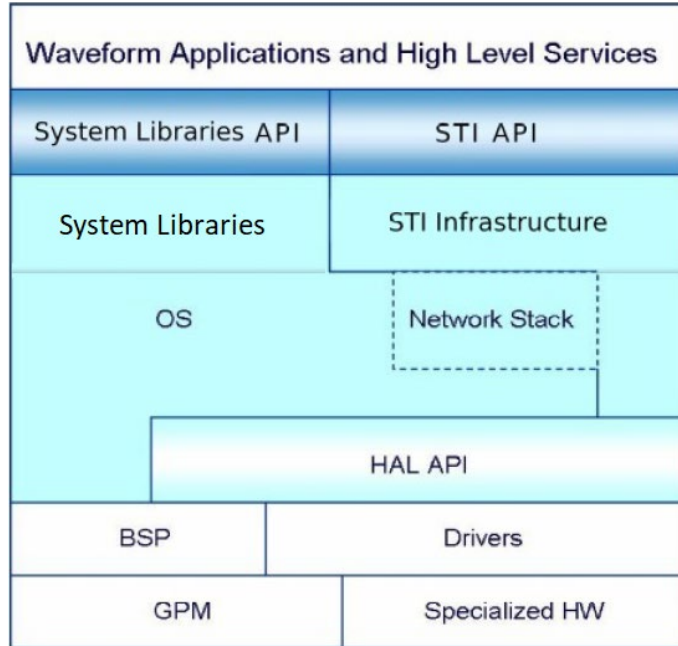 Waveform Applications and High Level Services
System Libraries API
STI API
System Libraries
STI Infrastructure
OS
Network Stack
HAL API
BSP
Drivers
GPM
Specialized HW